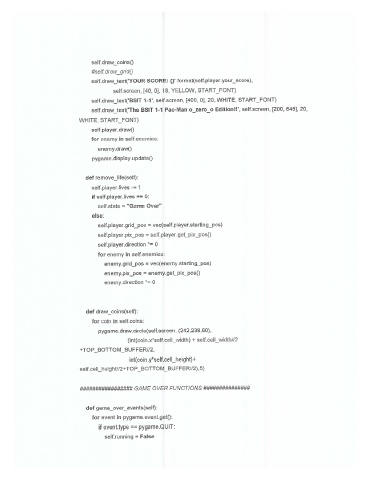 self.draw_coins()
#self.draw_grid()
self.draw_text('YOUR SCORE: {}'.format(self.player.your_score),
self.screen, [40, 0], 18, YELLOW, START_FONT)
self.draw_text('BSIT 1-1', self.screen, [400, 0], 20, WHITE, START_FONT)
self.draw_text('The BSIT 1-1 Pac-Man o_zero_o Edition!!', self.screen, [200, 649], 20,
WHITE, START_FONT)
self.player.draw()
for enemy in self.enemies:
enemy.draw()
pygame.display.update()
def remove_life(self):
self.player.lives -= 1
if self.player.lives == 0:
self.state = "Game Over"
else:
self.player.grid_pos = vec(self.player.starting_pos)
self.player.pix_pos = self.player.get_pix_pos()
self.player.direction *= 0
for enemy in self.enemies:
enemy.grid_pos = vec(enemy.starting_pos)
enemy.pix_pos = enemy.get_pix_pos()
enemy.direction *= 0
def draw_coins(self):
for coin in self.coins:
pygame.draw.circle(self.screen, (242,238,60),
(int(coin.x*self.cell_width) + self.cell_width//2
+TOP_BOTTOM_BUFFER//2,
int(coin.y*self.cell_height)+
self.cell_height//2+TOP_BOTTOM_BUFFER//2),5)
################ GAME OVER FUNCTIONS ##############
def game_over_events(self):
for event in pygame.event.get():
if event.type == pygame.QUIT:
self.running = False